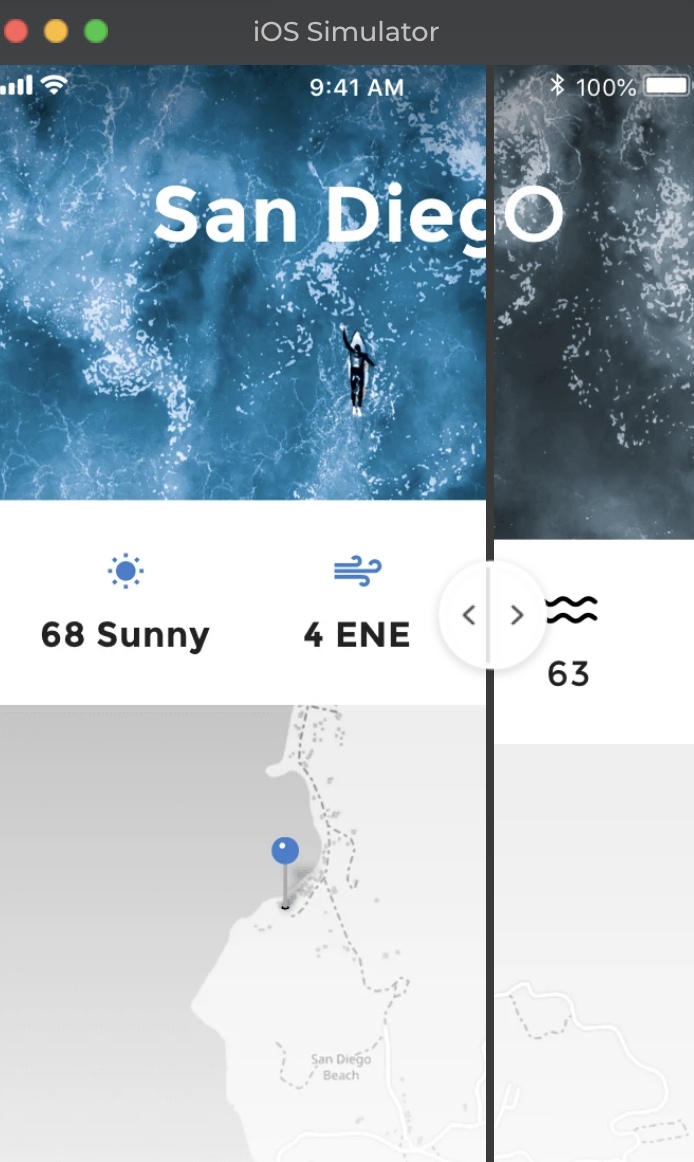 iOS Simulator
9:41 AM 100%
San DiegO
68 Sunny 4 ENE 63
San Diego
Beach